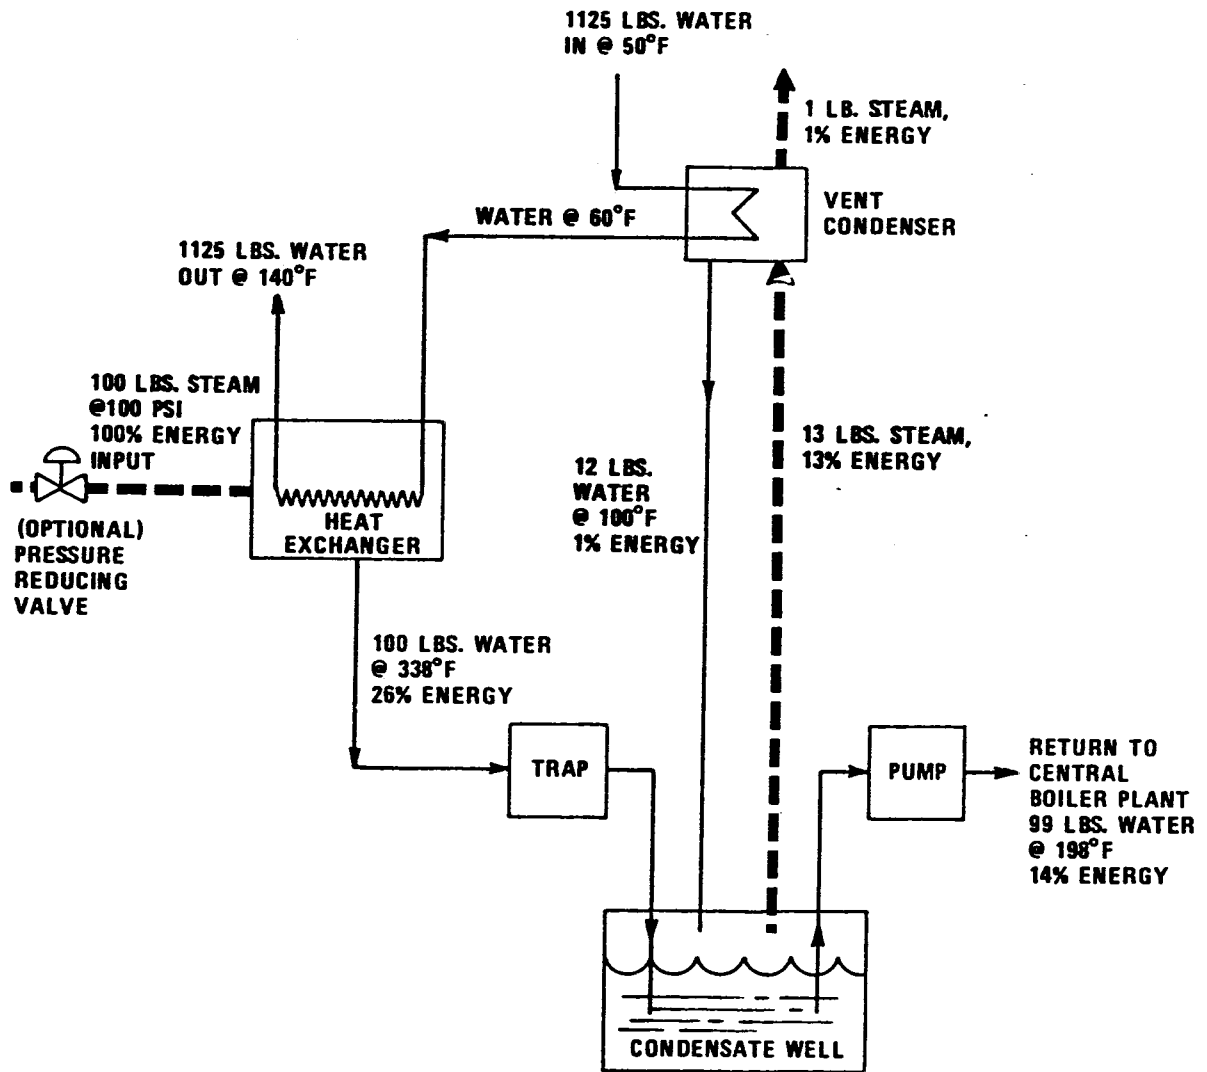 1125 LBS. WATER
IN @ 50°F
1 LB. STEAM,
1% ENERGY
VENT
CONDENSER
WATER @ 60°F
1125 LBS. WATER
OUT @ 140°F
100 LBS. STEAM
@100 PSI
100% ENERGY
INPUT
(OPTIONAL)
PRESSURE
REDUCING
VALVE
HEAT
EXCHANGER
12 LBS.
WATER
@ 100°F
1% ENERGY
13 LBS. STEAM,
13% ENERGY
100 LBS. WATER
@ 338°F
26% ENERGY
TRAP
PUMP
RETURN TO
CENTRAL
BOILER PLANT
99 LBS. WATER
@ 198°F
14% ENERGY
CONDENSATE WELL